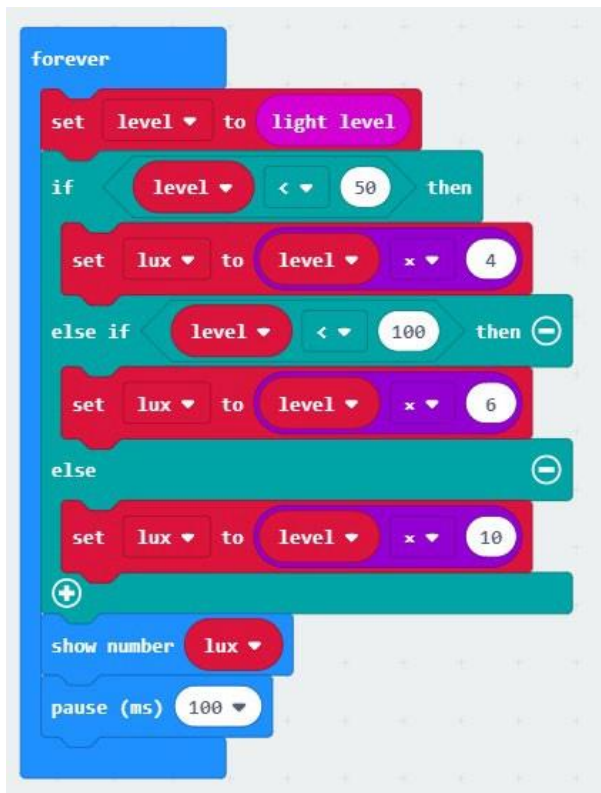 forever
set level to light level
if level < 50 then
set lux to level × 4
else if level < 100 then
set lux to level × 6
else
set lux to level × 10
show number lux
pause (ms) 100